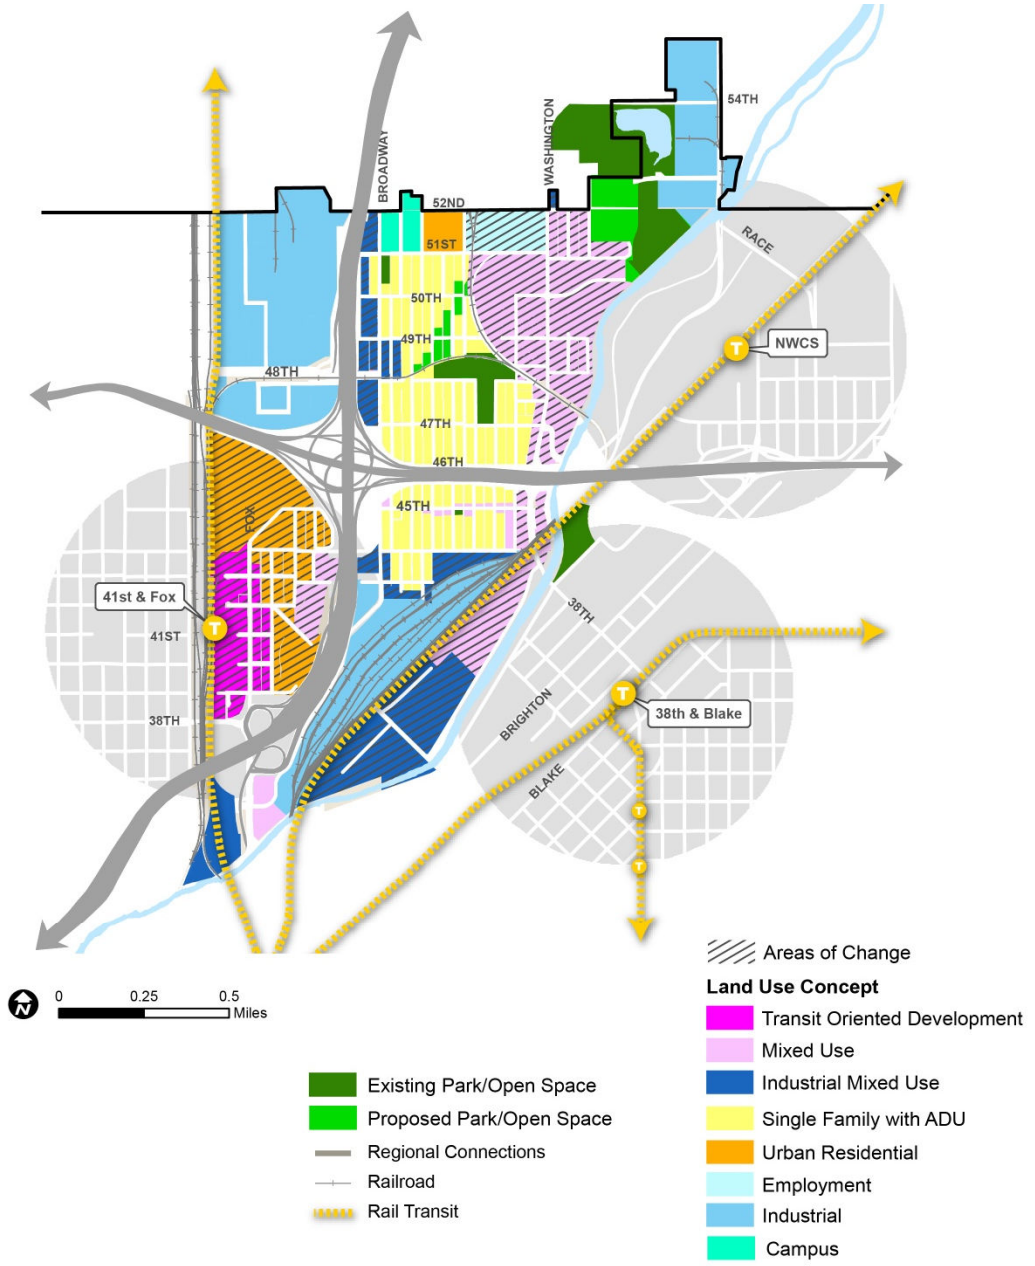 54TH
WASHINGTON
BROADWAY
52ND
51ST
RACE
50TH
49TH
NWCS
T
48TH
47TH
46TH
45TH
FOX
41st & Fox
T
41ST
38TH
38TH
T
38th & Blake
BRIGHTON
BLAKE
T
T
N
0 0.25 0.5
Miles
Areas of Change
Land Use Concept
Transit Oriented Development
Mixed Use
Industrial Mixed Use
Single Family with ADU
Urban Residential
Employment
Industrial
Campus
Existing Park/Open Space
Proposed Park/Open Space
Regional Connections
Railroad
Rail Transit